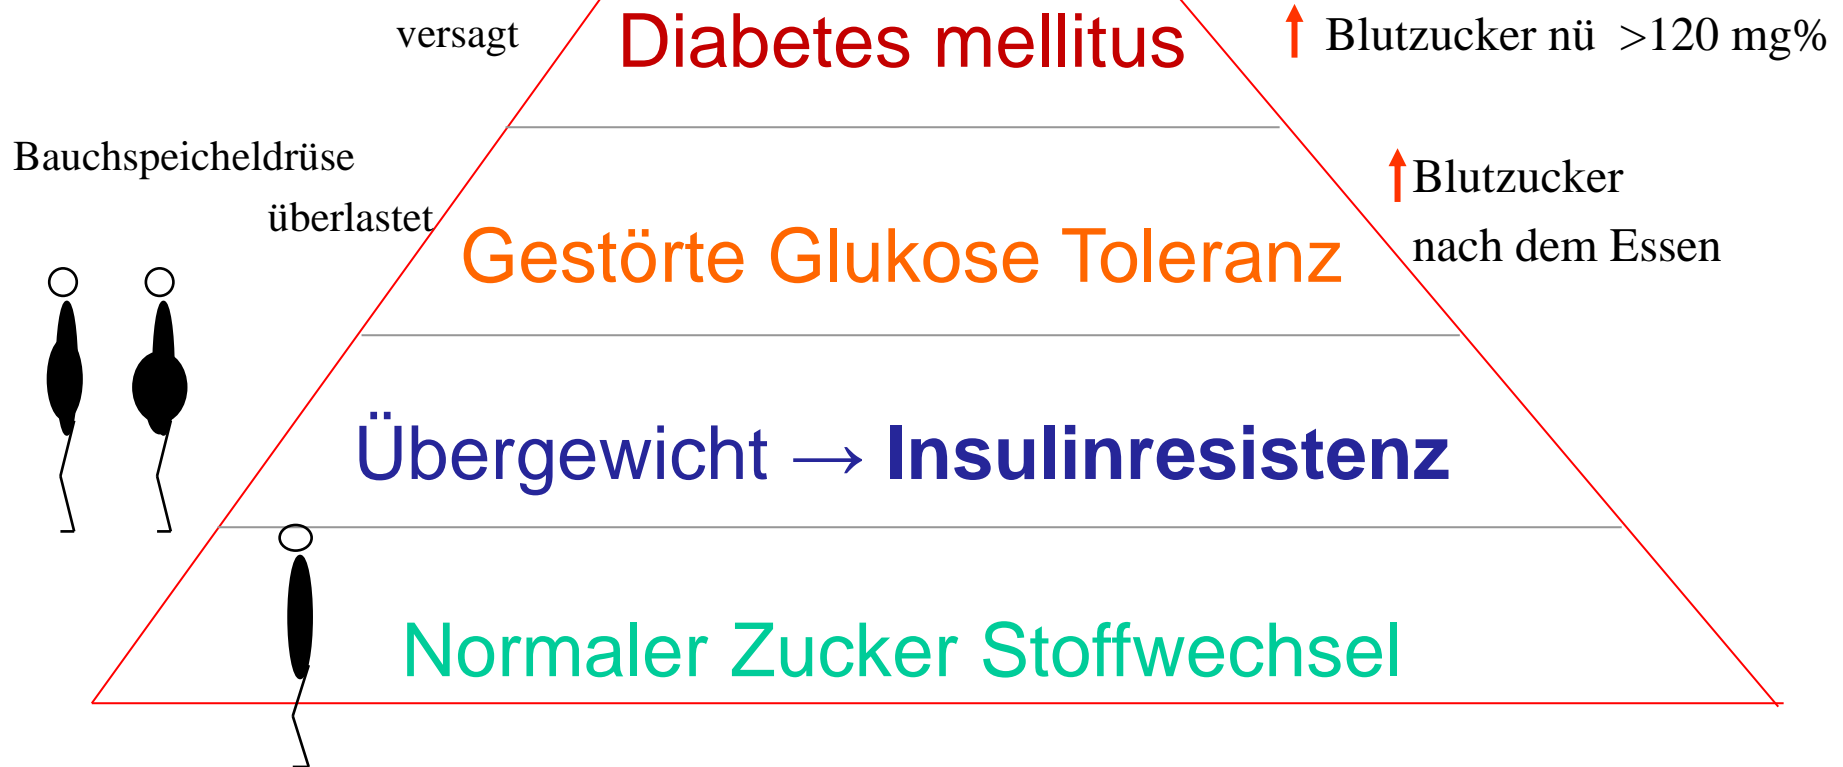 versagt
Diabetes mellitus
Blutzucker nü >120 mg%
Bauchspeicheldrüse
überlastet
Blutzucker
nach dem Essen
Gestörte Glukose Toleranz
Übergewicht → Insulinresistenz
Normaler Zucker Stoffwechsel